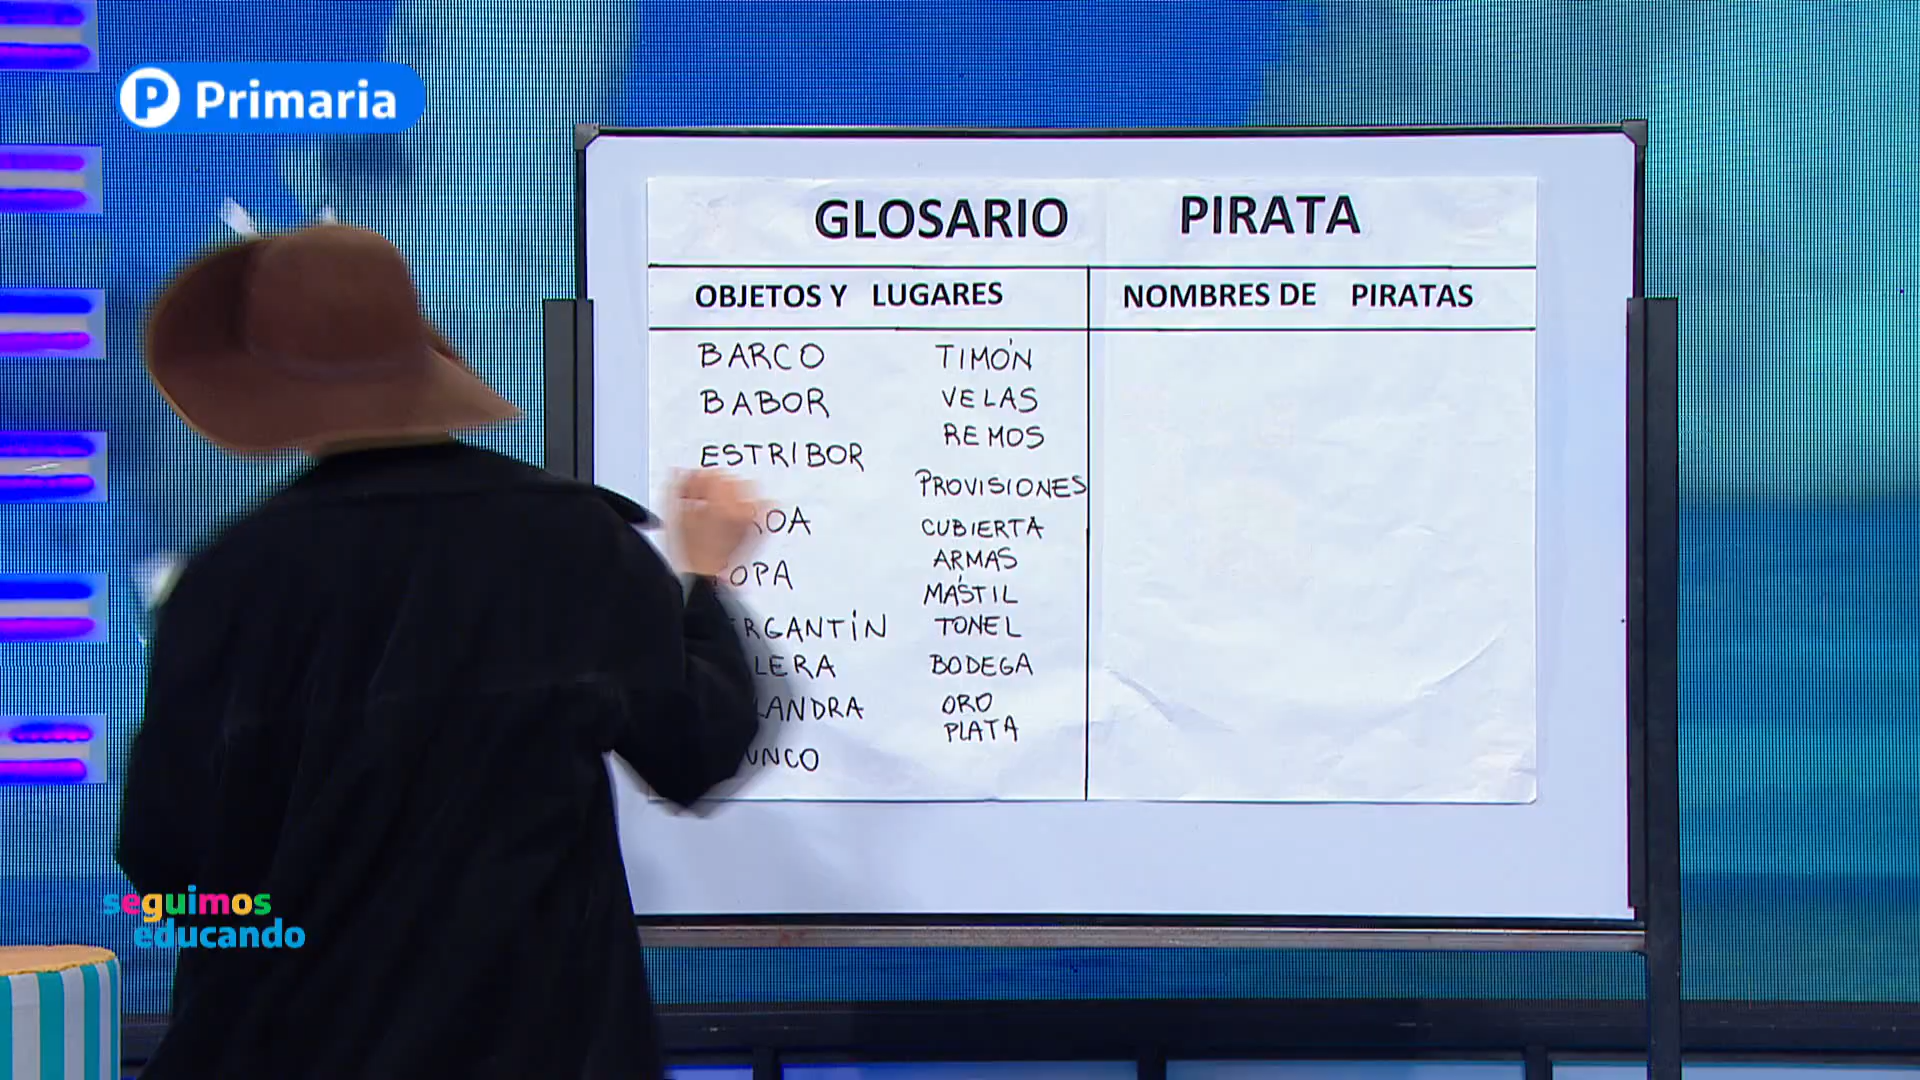 Primaria
GLOSARIO PIRATA
OBJETOS Y LUGARES
NOMBRES DE PIRATAS
BARCO
BABOR
ESTRIBOR
TIMÓN
VELAS
REMOS
PROVISIONES
CUBIERTA
ARMAS
MÁSTIL
TONEL
BODEGA
ORO
PLATA
seguimos
educando